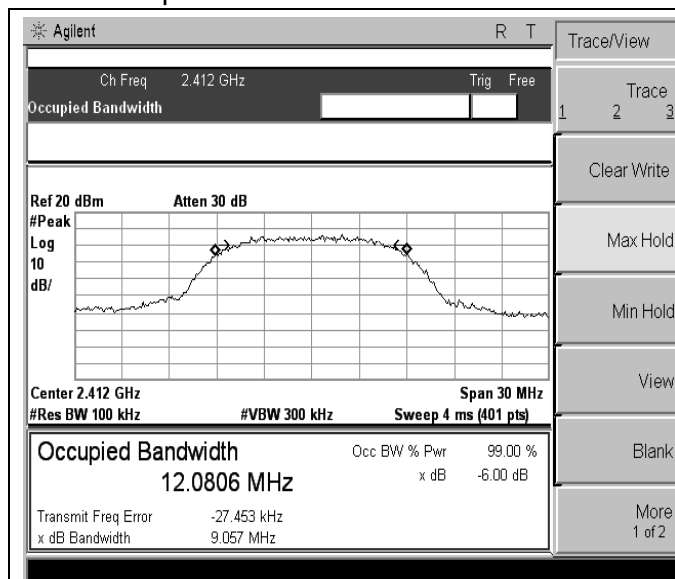 Agilent R T
Ch Freq 2.412 GHz Trig Free
Occupied Bandwidth
Ref 20 dBm Atten 30 dB
#Peak
Log
10
dB/
Center 2.412 GHz Span 30 MHz
#Res BW 100 kHz #VBW 300 kHz Sweep 4 ms (401 pts)
Occupied Bandwidth Occ BW % Pwr 99.00 %
12.0806 MHz x dB -6.00 dB
Transmit Freq Error -27.453 kHz
x dB Bandwidth 9.057 MHz
Trace/View
Trace
1 2 3
Clear Write
Max Hold
Min Hold
View
Blank
More
1 of 2